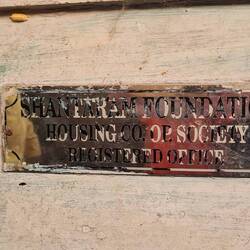 SHANTARAM FOUNDATI
HOUSING CO. OP. SOCIETY
REGISTERED OFFICE